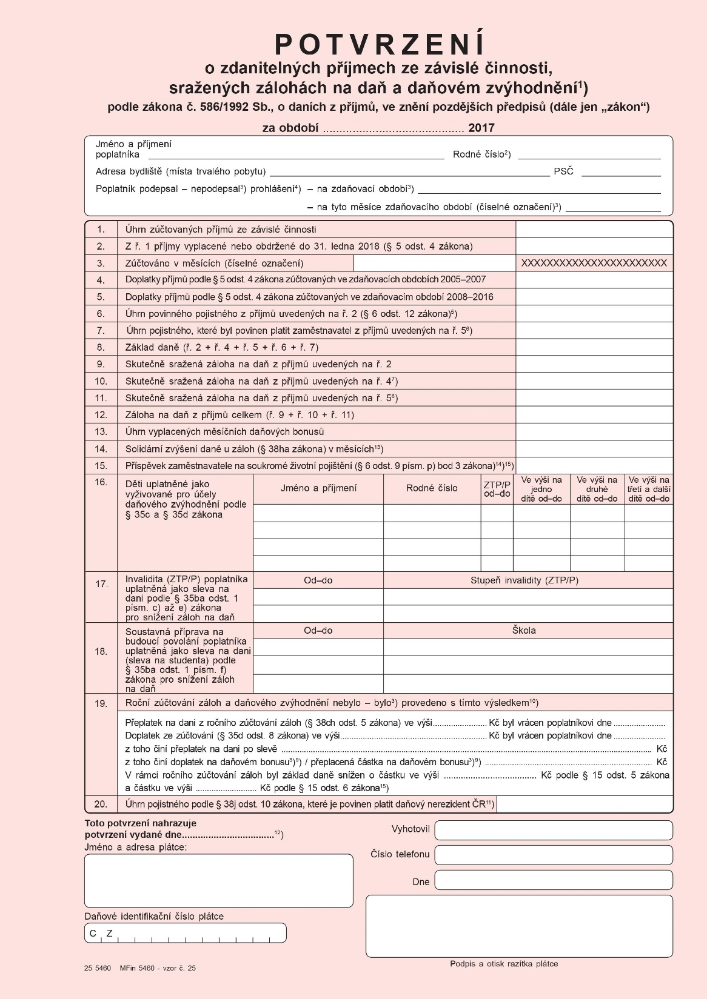 POTVRZENÍ
o zdanitelných příjmech ze závislé činnosti,
sražených zálohách na daň a daňovém zvýhodnění¹)
podle zákona č. 586/1992 Sb., o daních z příjmů, ve znění pozdějších předpisů (dále jen „zákon“)
za období .......................................... 2017
Jméno a příjmení
poplatníka Rodné číslo²)
Adresa bydliště (místa trvalého pobytu) PSČ
Poplatník podepsal – nepodepsal³) prohlášení⁴) – na zdaňovací období³)
– na tyto měsíce zdaňovacího období (číselné označení)³)
1. Úhrn zúčtovaných příjmů ze závislé činnosti
2. Z ř. 1 příjmy vyplacené nebo obdržené do 31. ledna 2018 (§ 5 odst. 4 zákona)
3. Zúčtováno v měsících (číselné označení) XXXXXXXXXXXXXXXXXXXXXXX
4. Doplatky příjmů podle § 5 odst. 4 zákona zúčtovaných ve zdaňovacích obdobích 2005–2007
5. Doplatky příjmů podle § 5 odst. 4 zákona zúčtovaných ve zdaňovacím období 2008–2016
6. Úhrn povinného pojistného z příjmů uvedených na ř. 2 (§ 6 odst. 12 zákona)⁵)
7. Úhrn pojistného, které byl povinen platit zaměstnavatel z příjmů uvedených na ř. 5⁶)
8. Základ daně (ř. 2 + ř. 4 + ř. 5 + ř. 6 + ř. 7)
9. Skutečně sražená záloha na daň z příjmů uvedených na ř. 2
10. Skutečně sražená záloha na daň z příjmů uvedených na ř. 4⁷)
11. Skutečně sražená záloha na daň z příjmů uvedených na ř. 5⁸)
12. Záloha na daň z příjmů celkem (ř. 9 + ř. 10 + ř. 11)
13. Úhrn vyplacených měsíčních daňových bonusů
14. Solidární zvýšení daně u záloh (§ 38ha zákona) v měsících¹³)
15. Příspěvek zaměstnavatele na soukromé životní pojištění (§ 6 odst. 9 písm. p) bod 3 zákona)¹⁴)¹⁵)
16. Děti uplatněné jako
vyživované pro účely
daňového zvýhodnění podle
§ 35c a § 35d zákona
Jméno a příjmení
Rodné číslo
ZTP/P
od–do
Ve výši na
jedno
dítě od–do
Ve výši na
druhé
dítě od–do
Ve výši na
třetí a další
dítě od–do
17. Invalidita (ZTP/P) poplatníka
uplatněná jako sleva na
dani podle § 35ba odst. 1
písm. c) až e) zákona
pro snížení záloh na daň
Od–do
Stupeň invalidity (ZTP/P)
18. Soustavná příprava na
budoucí povolání poplatníka
uplatněná jako sleva na dani
(sleva na studenta) podle
§ 35ba odst. 1 písm. f)
zákona pro snížení záloh
na daň
Od–do
Škola
19. Roční zúčtování záloh a daňového zvýhodnění nebylo – bylo³) provedeno s tímto výsledkem¹⁰)
Přeplatek na dani z ročního zúčtování záloh (§ 38ch odst. 5 zákona) ve výši........................ Kč byl vrácen poplatníkovi dne .......................
Doplatek ze zúčtování (§ 35d odst. 8 zákona) ve výši................................................................ Kč byl vrácen poplatníkovi dne .......................
z toho činí přeplatek na dani po slevě .................................................................................... Kč
z toho činí doplatek na daňovém bonusu³)⁹) / přeplacená částka na daňovém bonusu³)⁹) .......................................................................... Kč
V rámci ročního zúčtování záloh byl základ daně snížen o částku ve výši ................................... Kč podle § 15 odst. 5 zákona
a částku ve výši ....................... Kč podle § 15 odst. 6 zákona¹⁵)
20. Úhrn pojistného podle § 38j odst. 10 zákona, které je povinen platit daňový nerezident ČR¹¹)
Toto potvrzení nahrazuje
potvrzení vydané dne...................................¹²)
Jméno a adresa plátce:
Vyhotovil
Číslo telefonu
Dne
Daňové identifikační číslo plátce
C Z
Podpis a otisk razítka plátce
25 5460 MFin 5460 - vzor č. 25